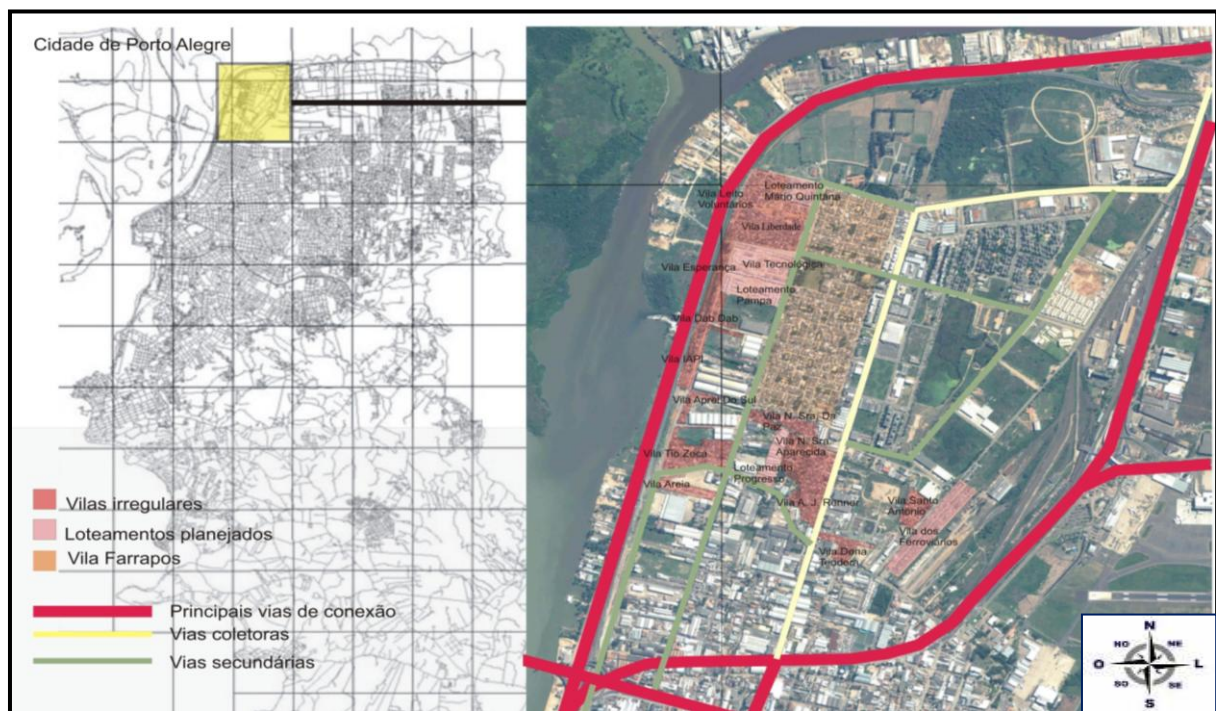 Cidade de Porto Alegre
Vila Leito
Voluntários
Loteamento
Mario Quintana
Vila Liberdade
Vila Esperança
Vila Tecnológica
Loteamento
Pampa
Vila Dab Dab
Vila IAPI
Vila Aprel Do Sul
Vila N. Sra. Da
Paz
Vila N. Sra.
Aparecida
Vila Tio Zeca
Loteamento
Progresso
Vila Areia
Vila A. J. Renner
Vila Santo
Antonio
Vila dos
Ferroviários
Vila Dona
Teodora
Vilas irregulares
Loteamentos planejados
Vila Farrapos
Principais vias de conexão
Vias coletoras
Vias secundárias
N
NO
NE
O
L
SO
SE
S